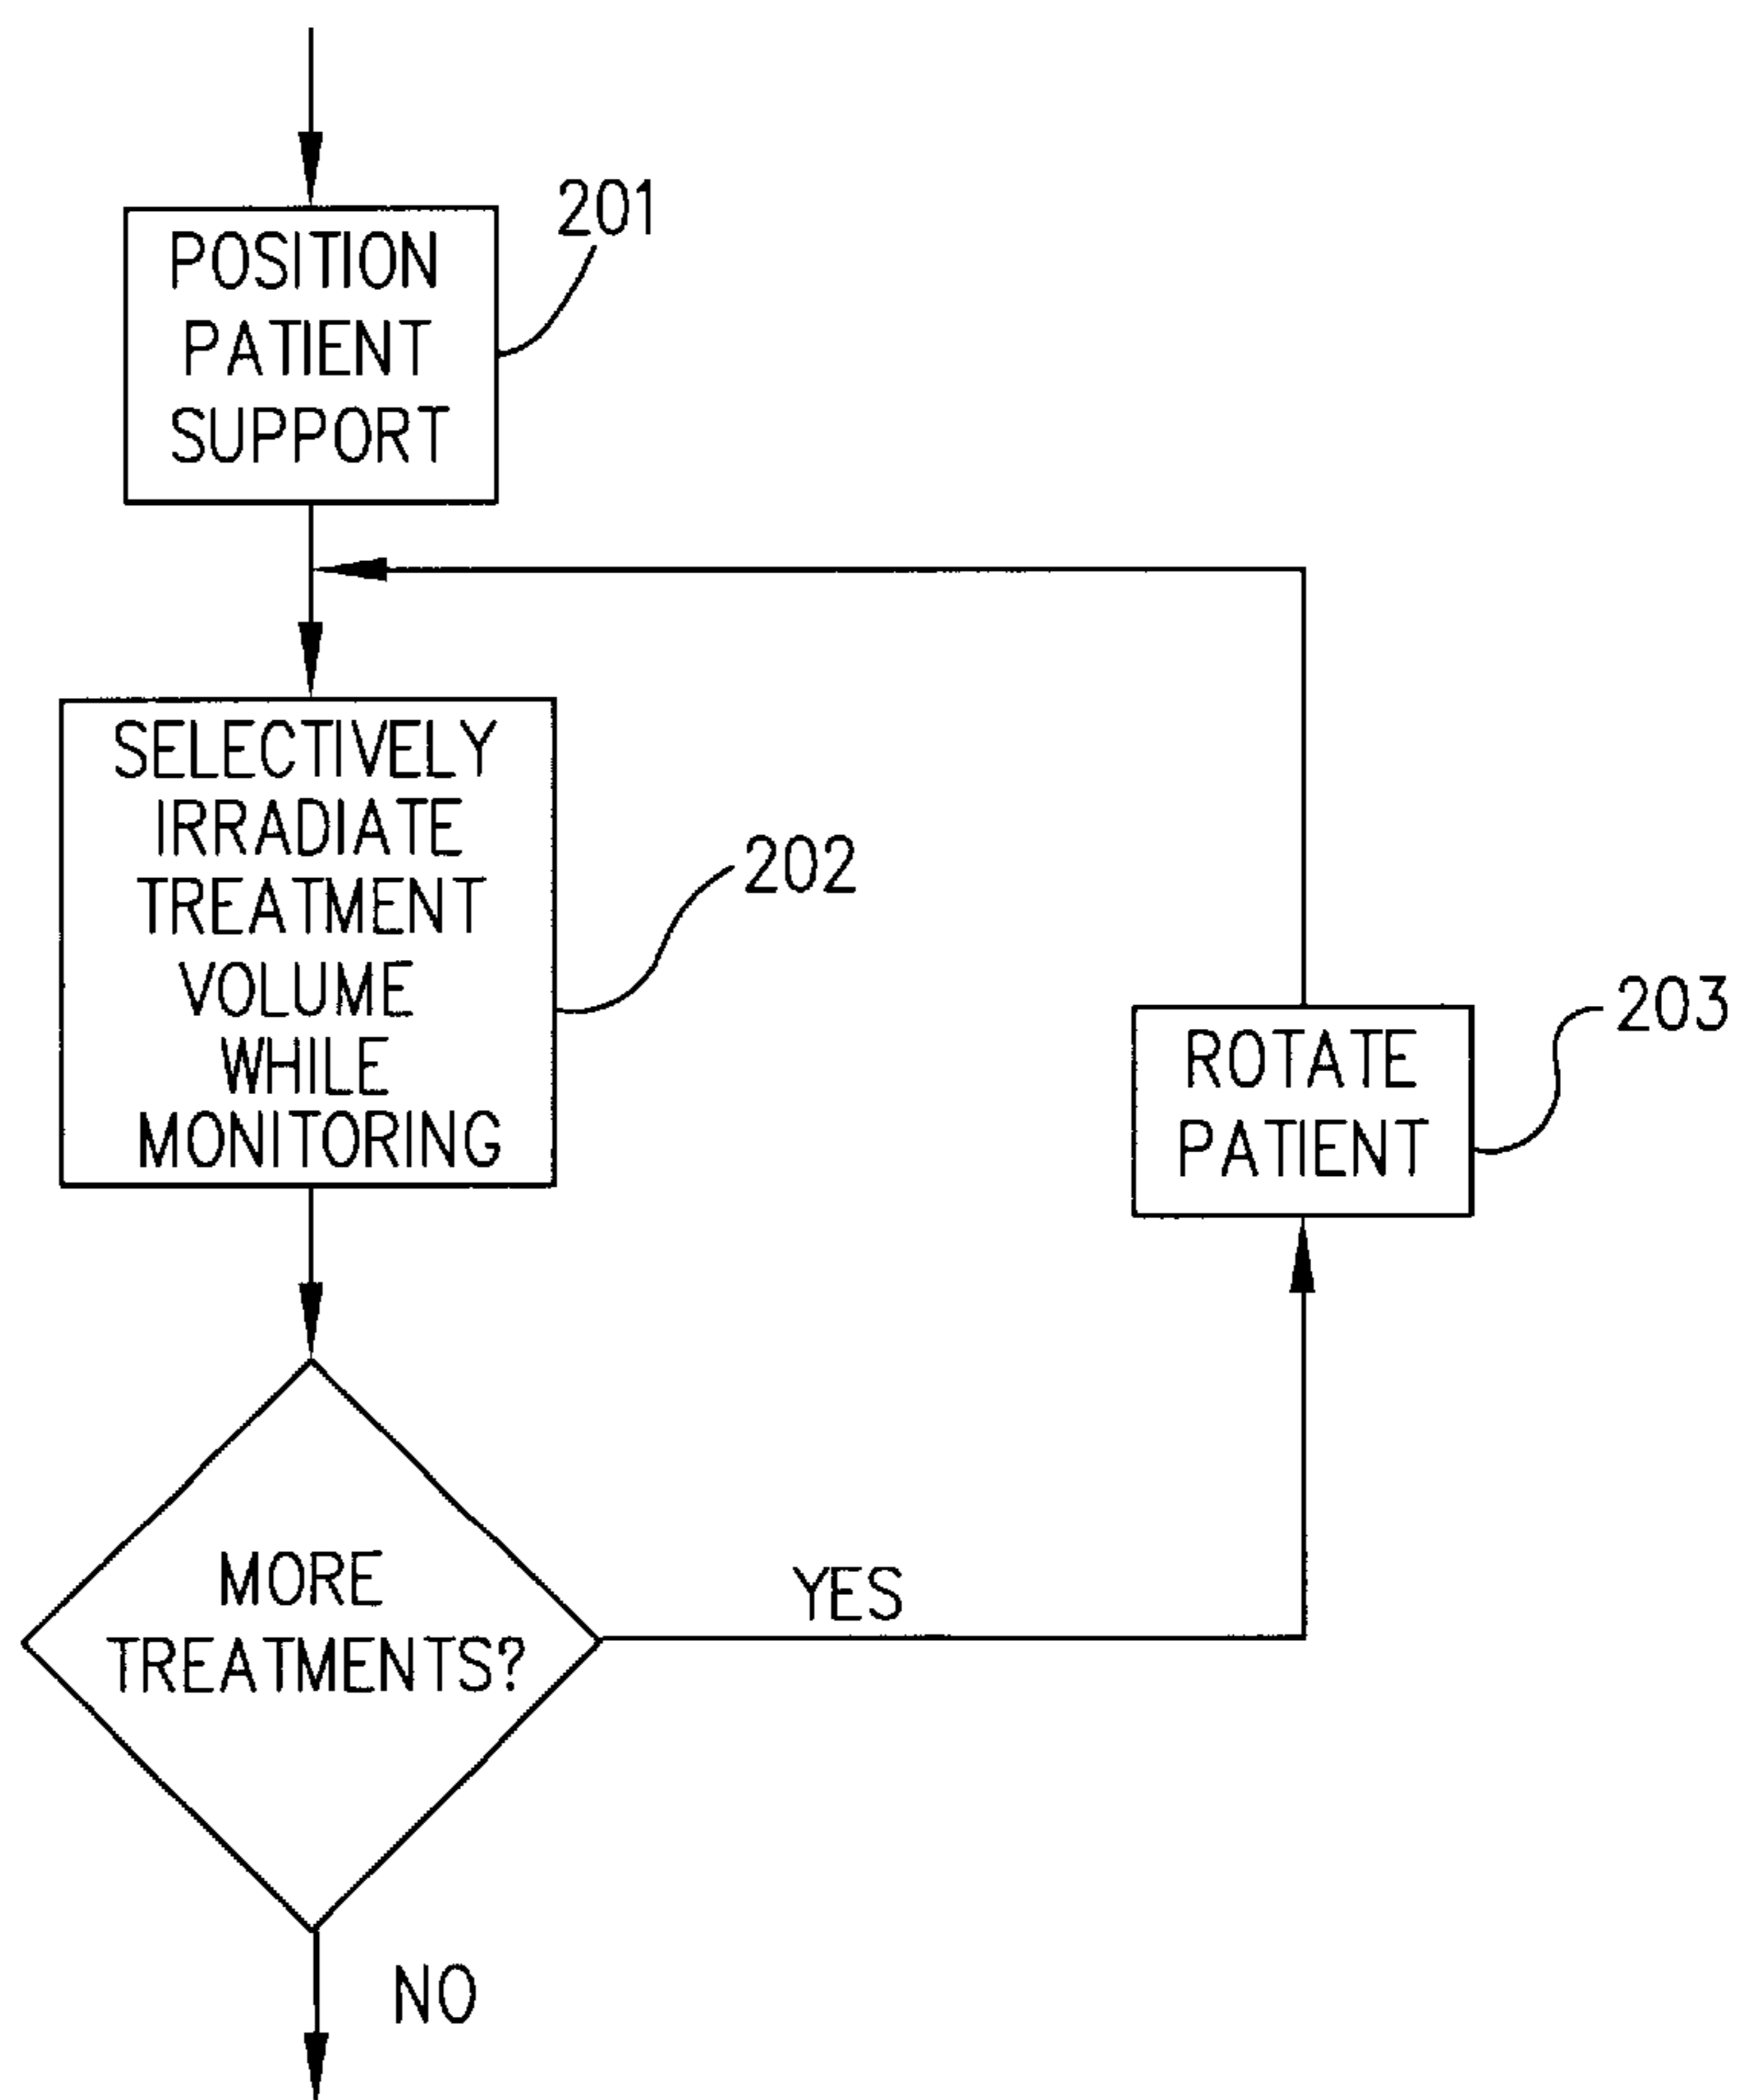 201
POSITION
PATIENT
SUPPORT
SELECTIVELY
IRRADIATE
TREATMENT
VOLUME
WHILE
MONITORING
202
203
ROTATE
PATIENT
MORE
TREATMENTS?
YES
NO